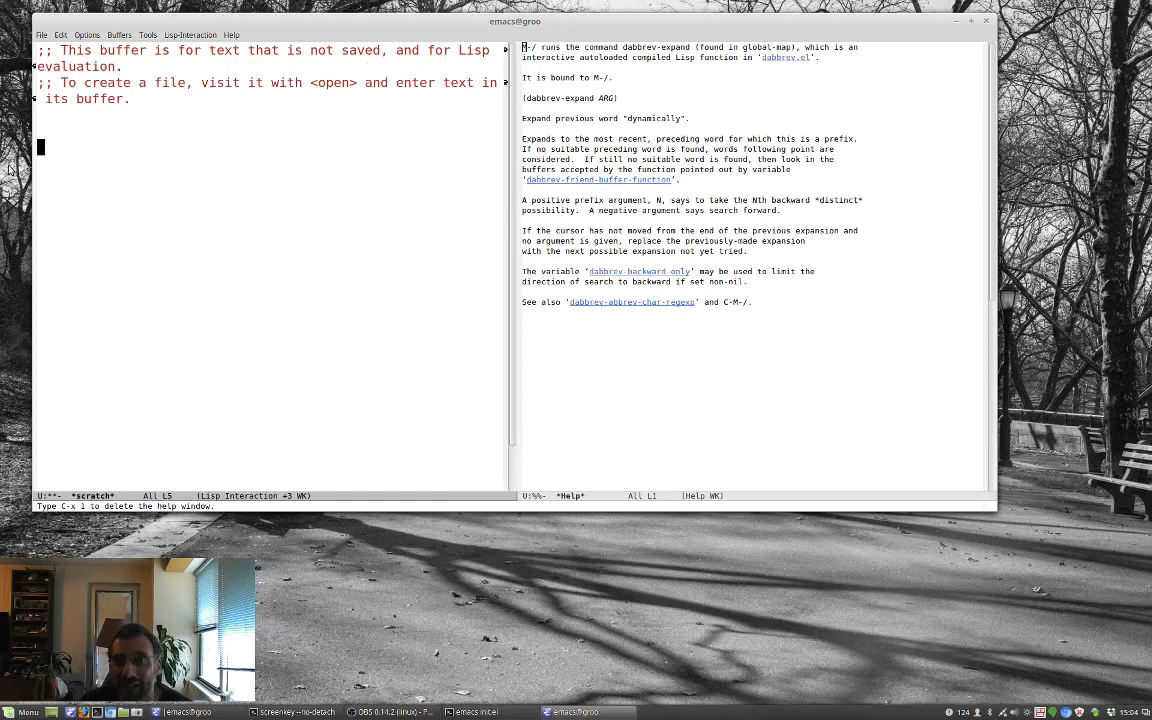 emacs@groo
File Edit Options Buffers Tools Lisp-Interaction Help
;; This buffer is for text that is not saved, and for Lisp
evaluation.
;; To create a file, visit it with <open> and enter text in
its buffer.
U:**- *scratch* All L5 (Lisp Interaction +3 WK)
Type C-x 1 to delete the help window.
M-/ runs the command dabbrev-expand (found in global-map), which is an
interactive autoloaded compiled Lisp function in ‘dabbrev.el’.
It is bound to M-/.
(dabbrev-expand ARG)
Expand previous word "dynamically".
Expands to the most recent, preceding word for which this is a prefix.
If no suitable preceding word is found, words following point are
considered.  If still no suitable word is found, then look in the
buffers accepted by the function pointed out by variable
‘dabbrev-friend-buffer-function’.
A positive prefix argument, N, says to take the Nth backward *distinct*
possibility.  A negative argument says search forward.
If the cursor has not moved from the end of the previous expansion and
no argument is given, replace the previously-made expansion
with the next possible expansion not yet tried.
The variable ‘dabbrev-backward-only’ may be used to limit the
direction of search to backward if set non-nil.
See also ‘dabbrev-abbrev-char-regexp’ and C-M-/.
U:%%- *Help* All L1 (Help WK)
Menu [emacs@groo screenkey --no-detach OBS 0.14.2 (linux) - P... emacs init.el emacs@groo 124 15:04